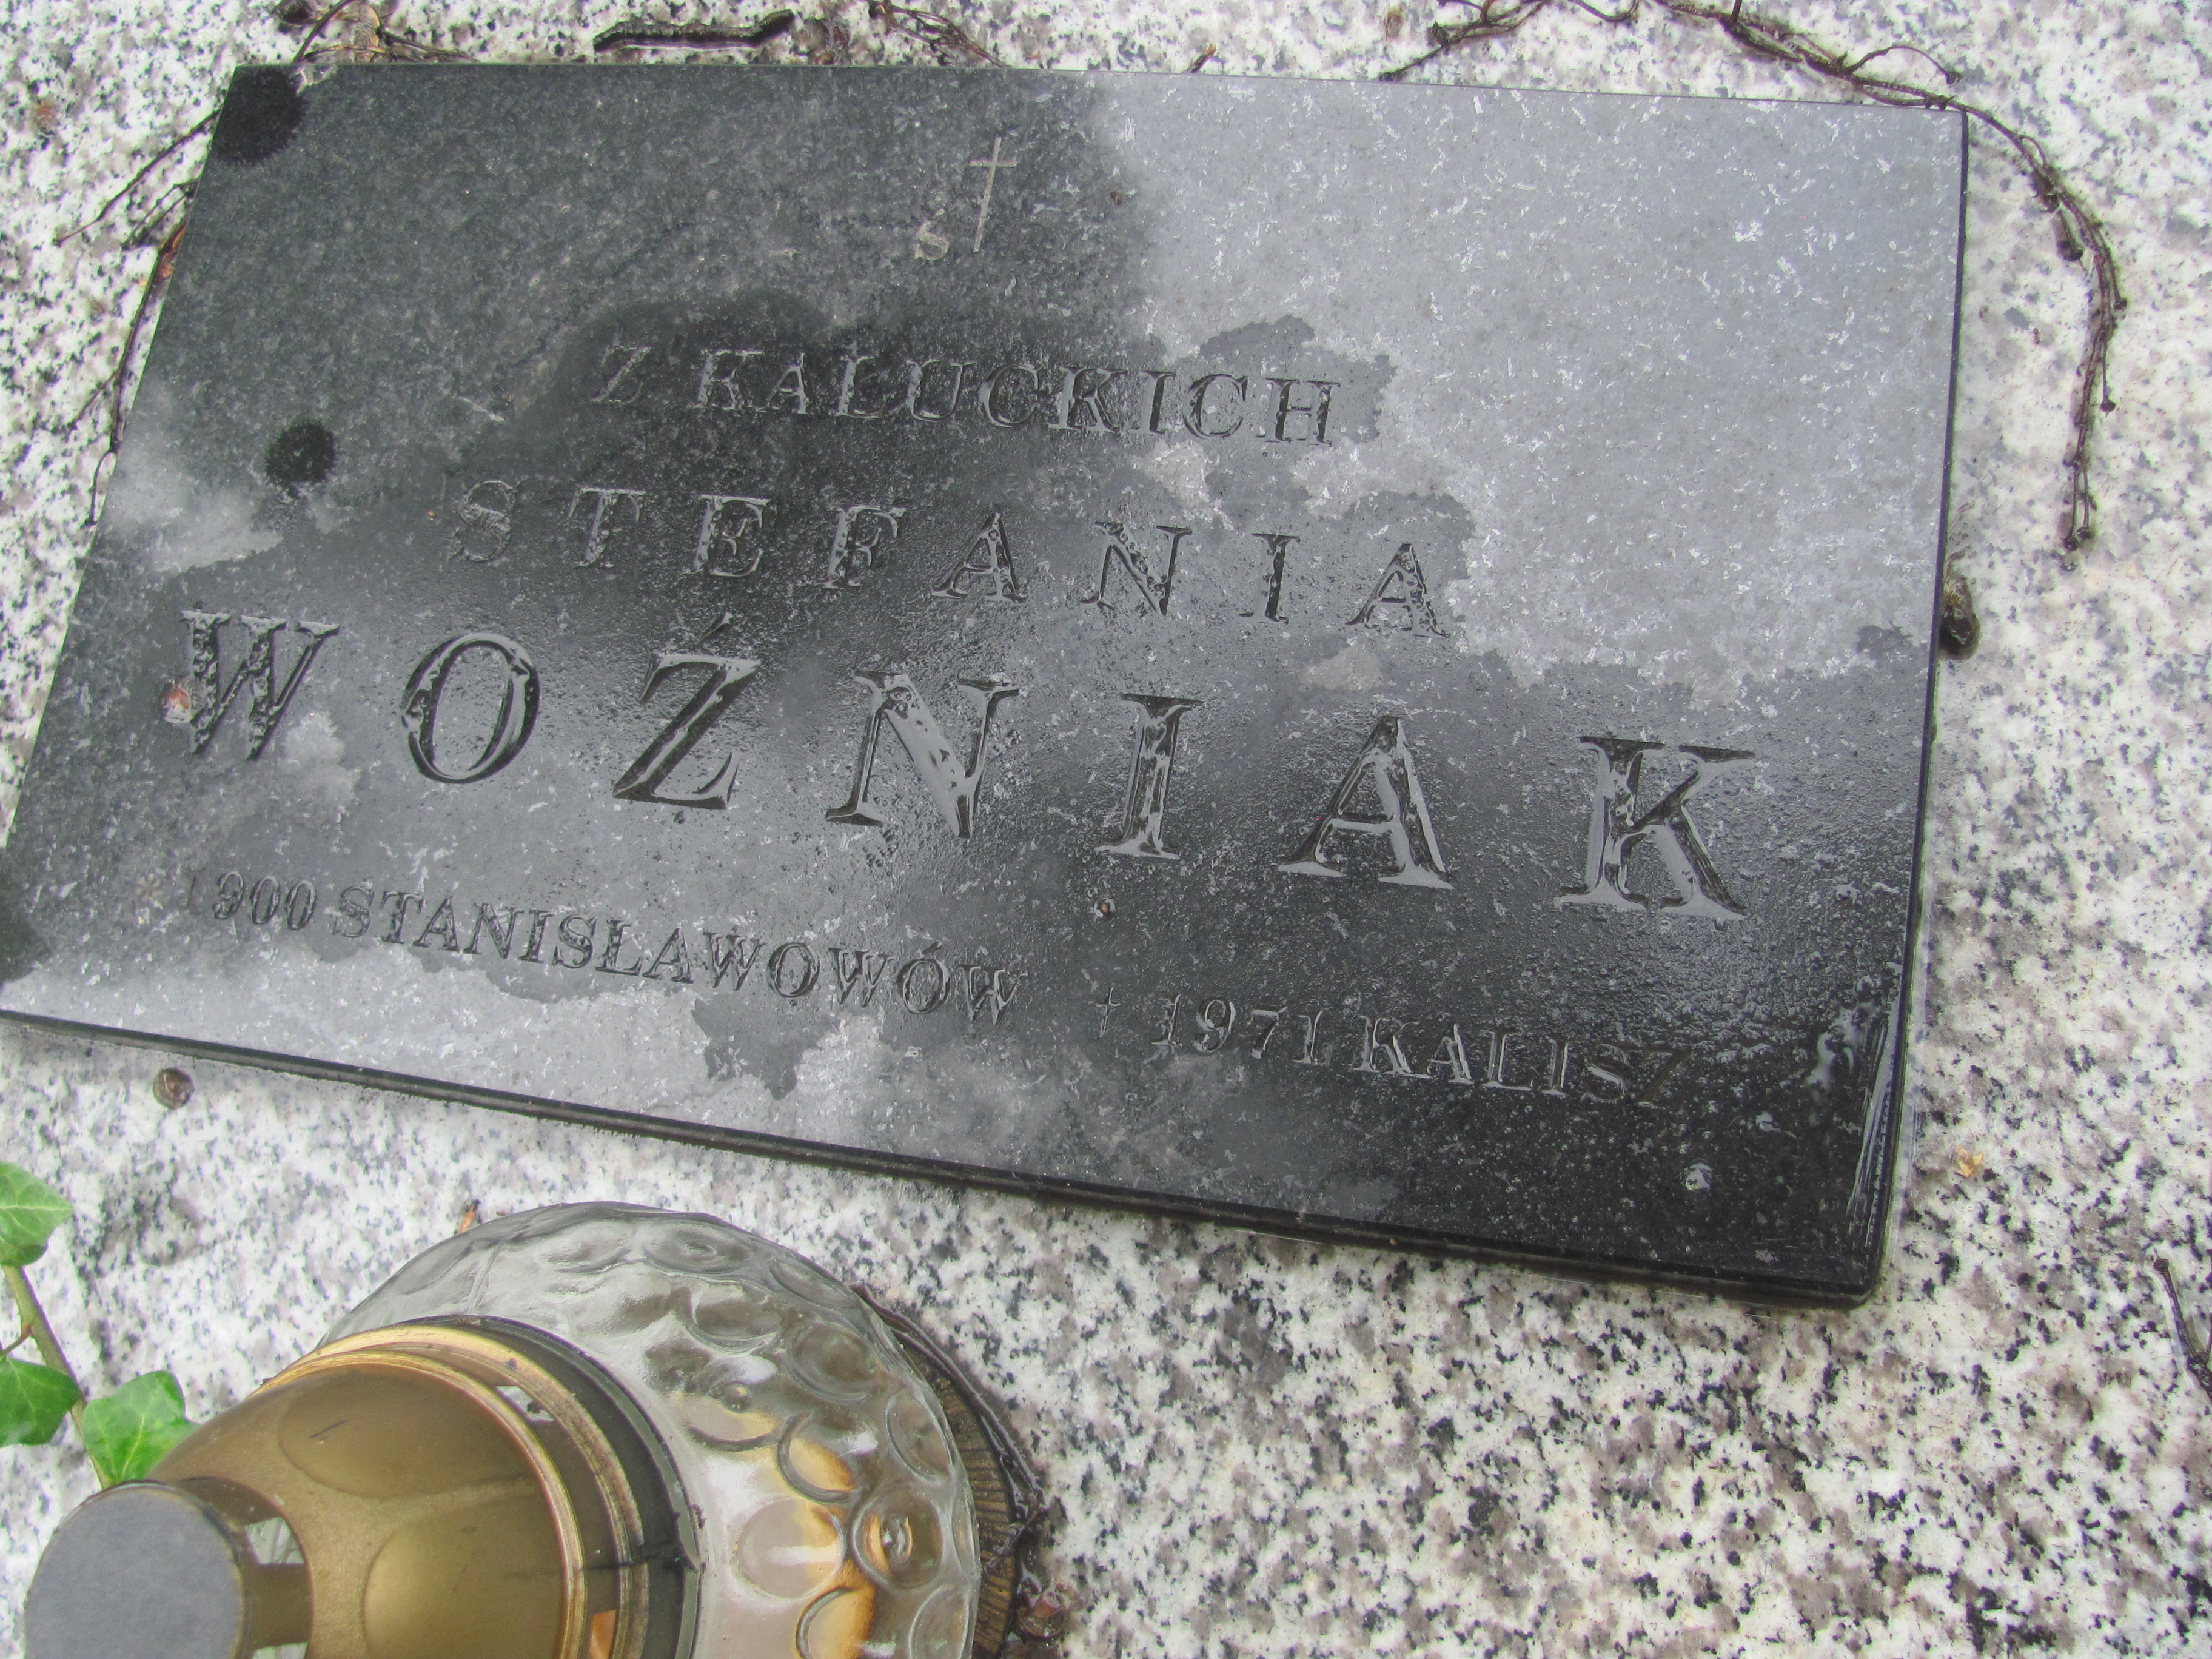 S †
Z KAŁUCKICH
STEFANIA
WOŹNIAK
* 1900 STANISŁAWOWÓW † 1971 KALISZ